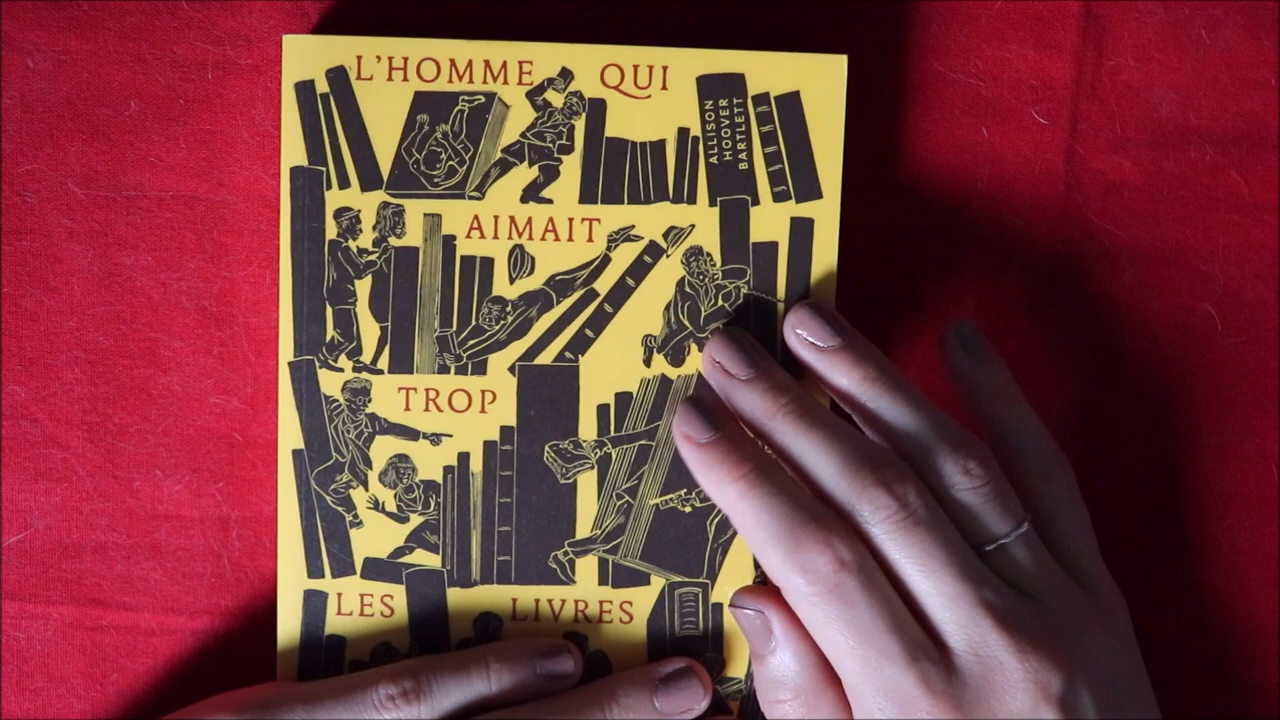 L'HOMME QUI
ALLISON
HOOVER
BARTLETT
AIMAIT
TROP
LES LIVRES